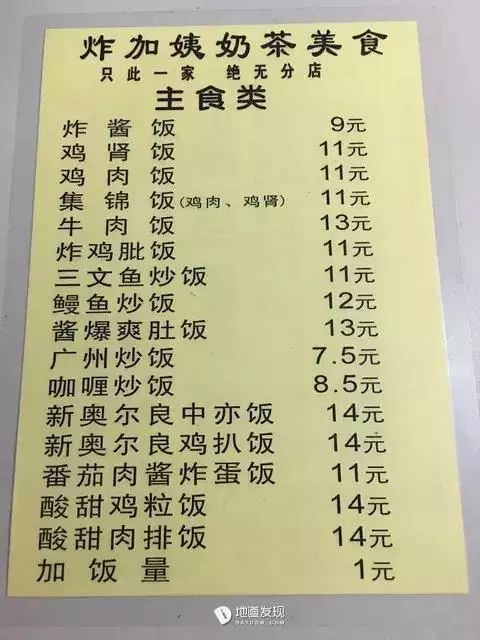 炸加姨奶茶美食
只此一家 绝无分店
主食类
炸酱饭 9元
鸡肾饭 11元
鸡肉饭 11元
集锦饭(鸡肉、鸡肾) 11元
牛肉饭 13元
炸鸡肶饭 11元
三文鱼炒饭 11元
鳗鱼炒饭 12元
酱爆爽肚饭 13元
广州炒饭 7.5元
咖喱炒饭 8.5元
新奥尔良中亦饭 14元
新奥尔良鸡扒饭 14元
番茄肉酱炸蛋饭 11元
酸甜鸡粒饭 14元
酸甜肉排饭 14元
加饭量 1元
地道发现
DAYDOW.COM